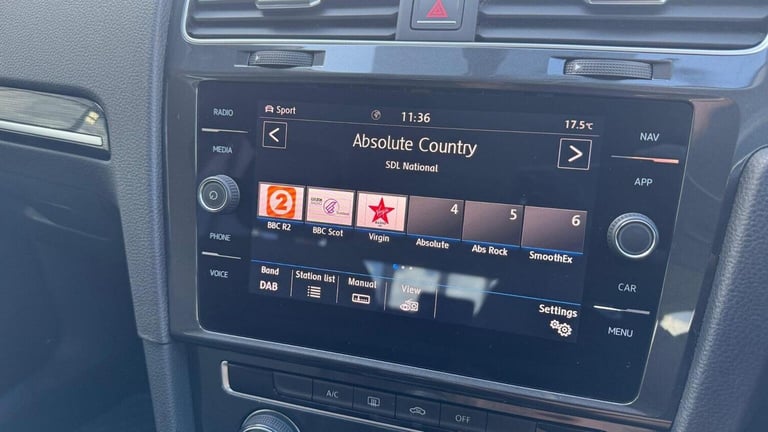 RADIO
MEDIA
PHONE
VOICE
Sport
11:36
17.5°C
Absolute Country
SDL National
2
4
5
6
BBC R2
BBC Scot
Virgin
Absolute
Abs Rock
SmoothEx
Band
DAB
Station list
Manual
View
Settings
NAV
APP
CAR
MENU
A/C
OFF